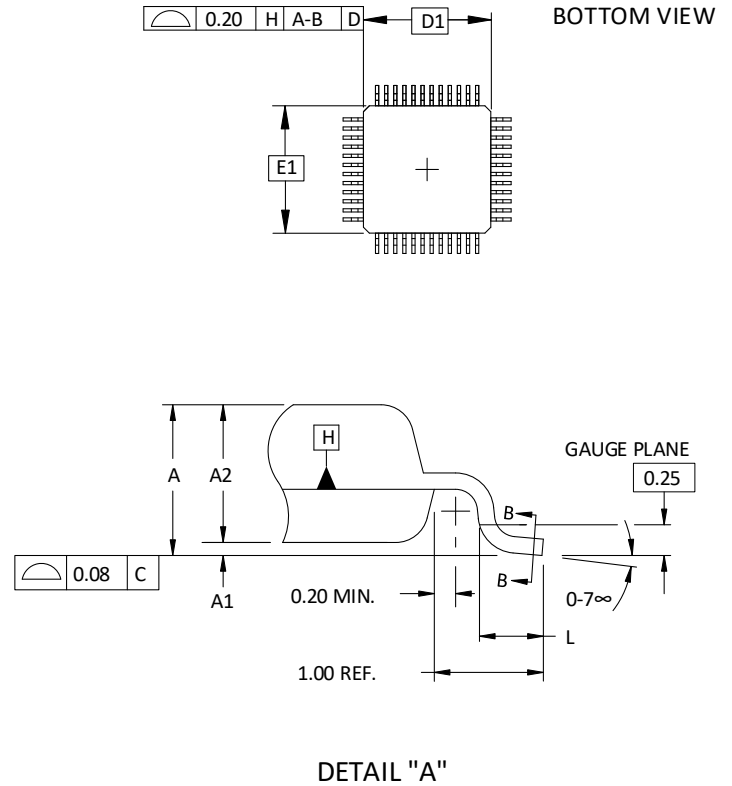 0.20 H A-B D
D1
BOTTOM VIEW
E1
H
GAUGE PLANE
0.25
A
A2
B
0.08 C
A1
0.20 MIN.
B
0-7∞
L
1.00 REF.
DETAIL "A"